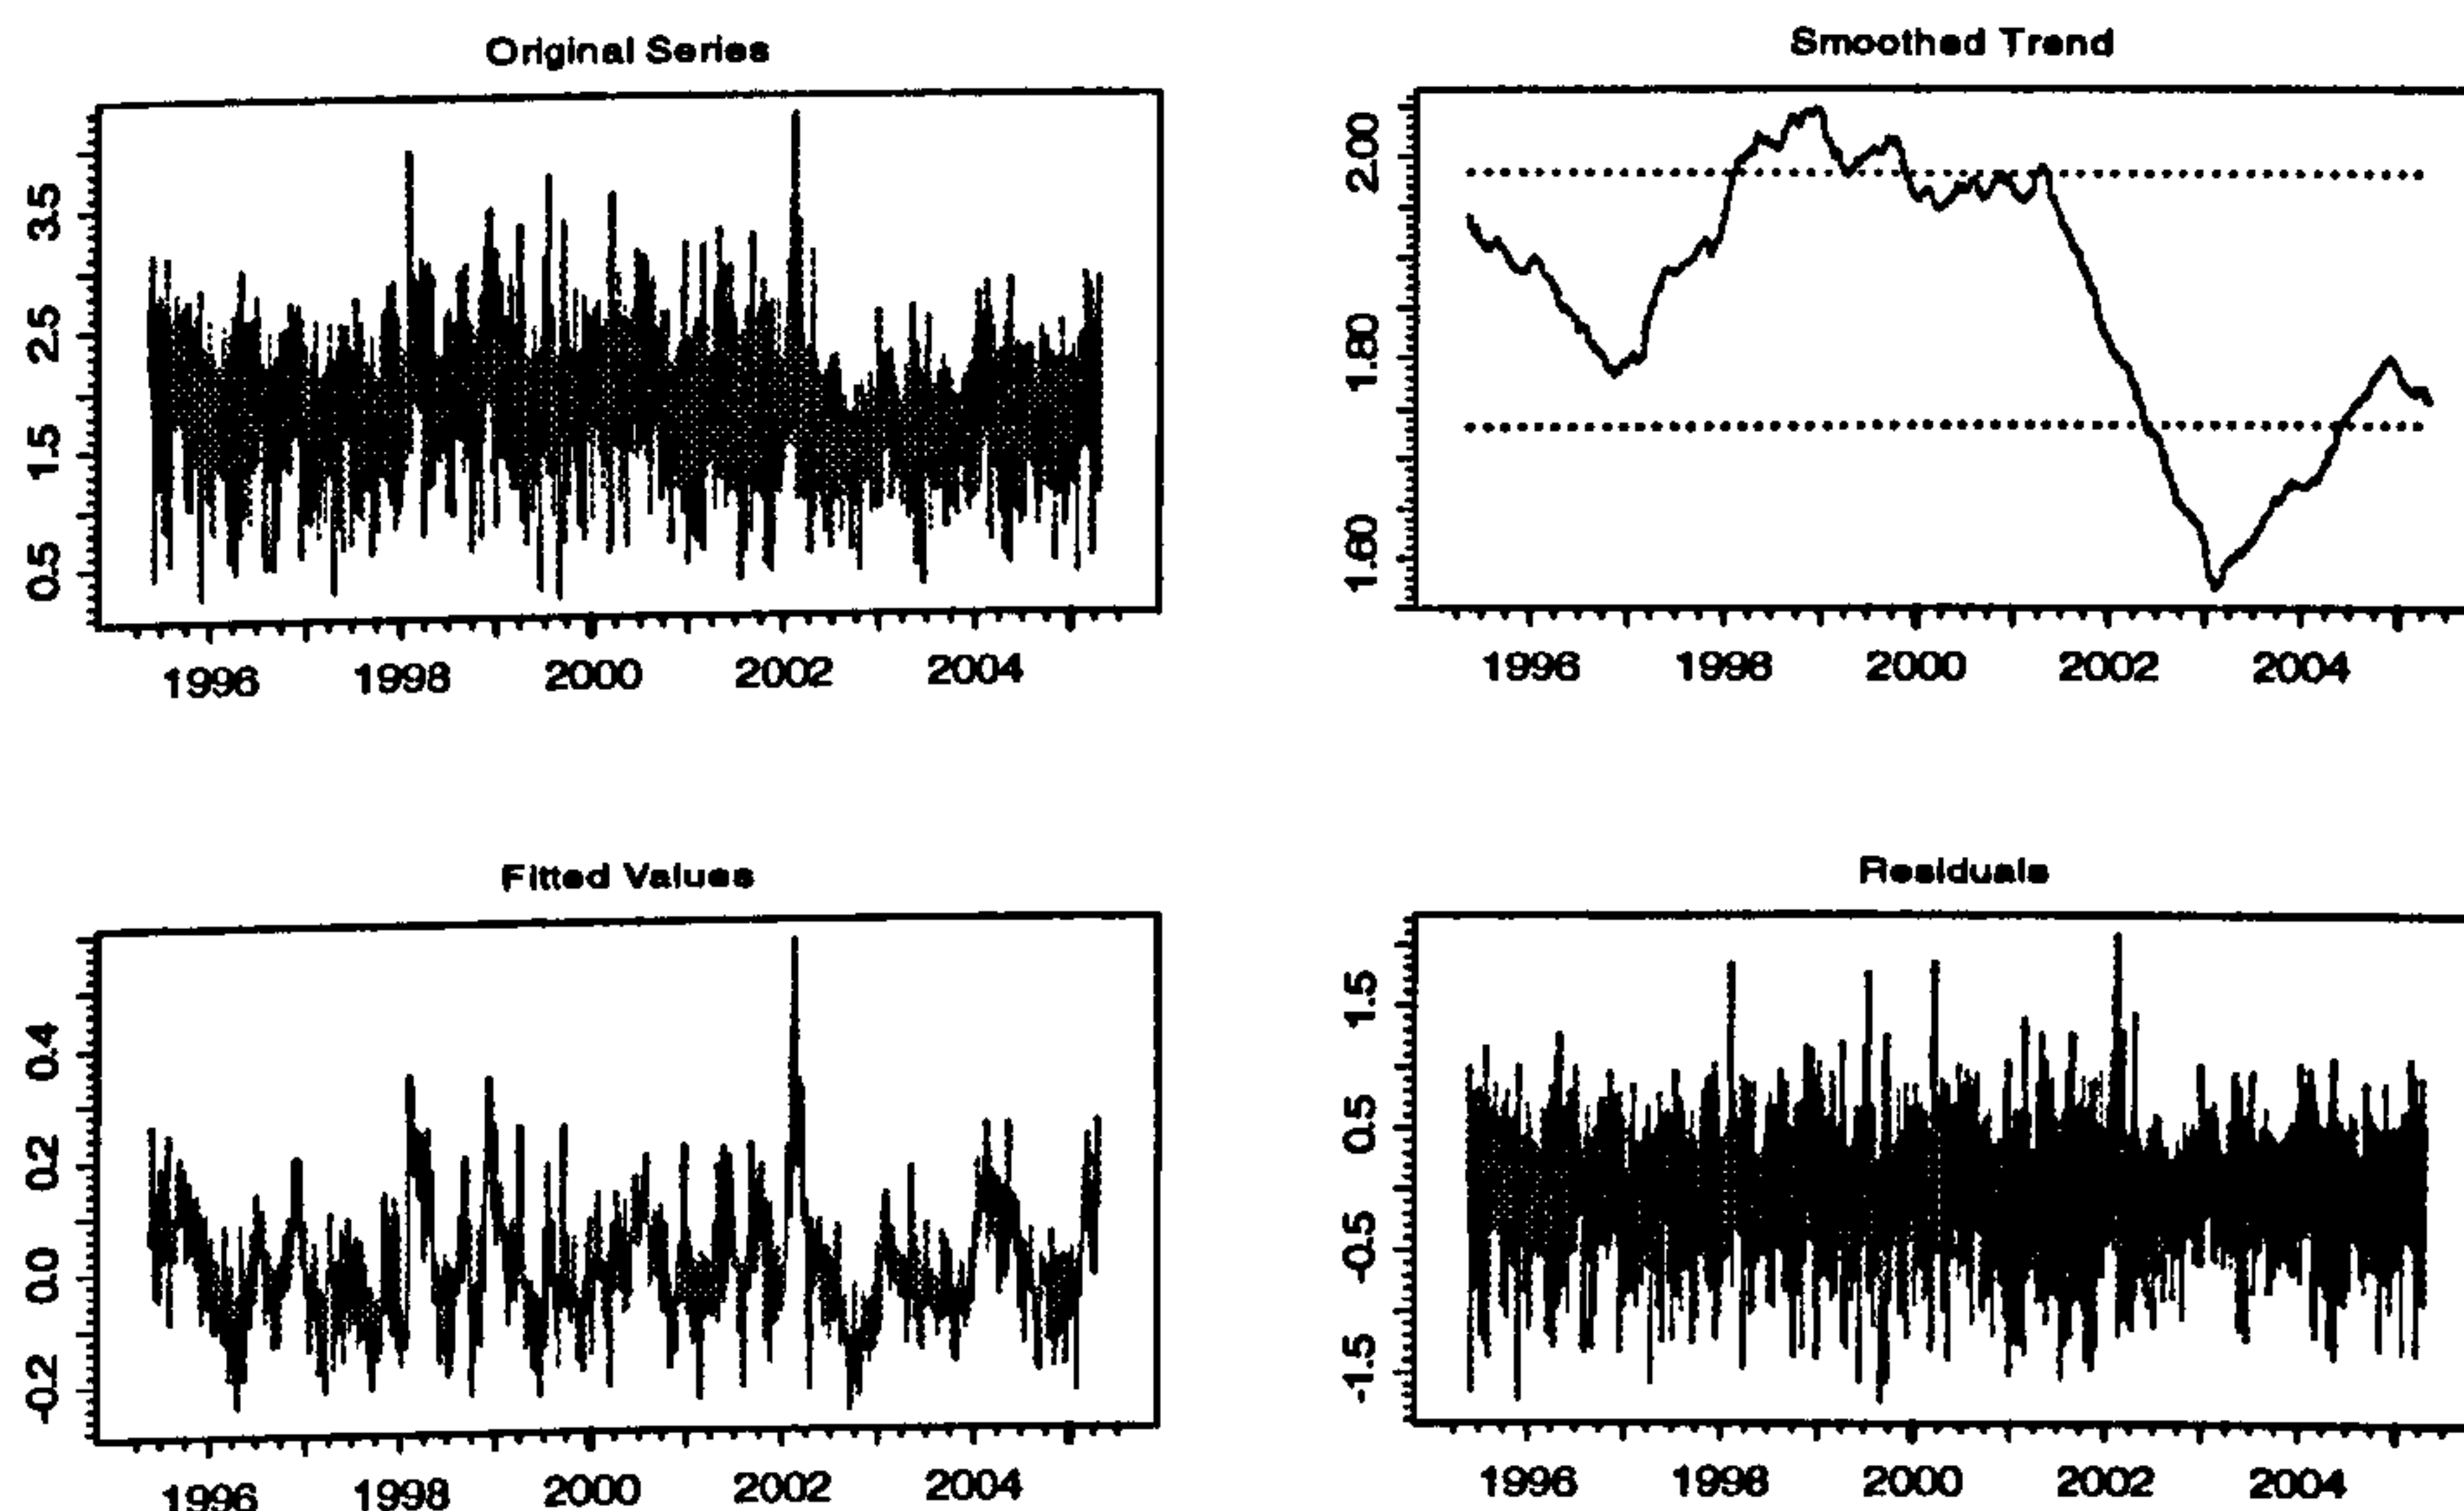 Original Series
3.5
2.5
1.5
0.5
1996 1998 2000 2002 2004
Smoothed Trend
2.00
1.80
1.60
1996 1998 2000 2002 2004
Fitted Values
0.4
0.2
0.0
-0.2
1996 1998 2000 2002 2004
Residuals
1.5
0.5
-0.5
-1.5
1996 1998 2000 2002 2004